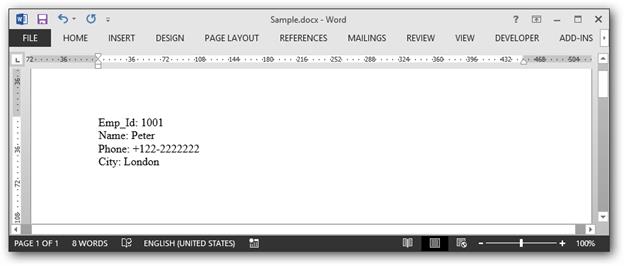 Sample.docx - Word
FILE HOME INSERT DESIGN PAGE LAYOUT REFERENCES MAILINGS REVIEW VIEW DEVELOPER ADD-INS
72 36 36 72 108 144 180 216 252 288 324 360 396 432 468 504
36
36
72
108
Emp_Id: 1001
Name: Peter
Phone: +122-2222222
City: London
PAGE 1 OF 1 8 WORDS ENGLISH (UNITED STATES) 100%